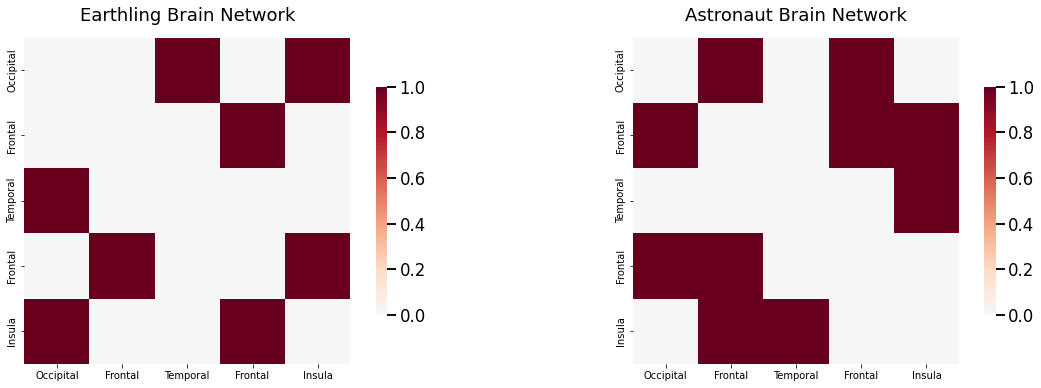 Earthling Brain Network
Astronaut Brain Network
Occipital
Frontal
Temporal
Frontal
Insula
Occipital Frontal Temporal Frontal Insula
1.0
0.8
0.6
0.4
0.2
0.0
Occipital
Frontal
Temporal
Frontal
Insula
Occipital Frontal Temporal Frontal Insula
1.0
0.8
0.6
0.4
0.2
0.0